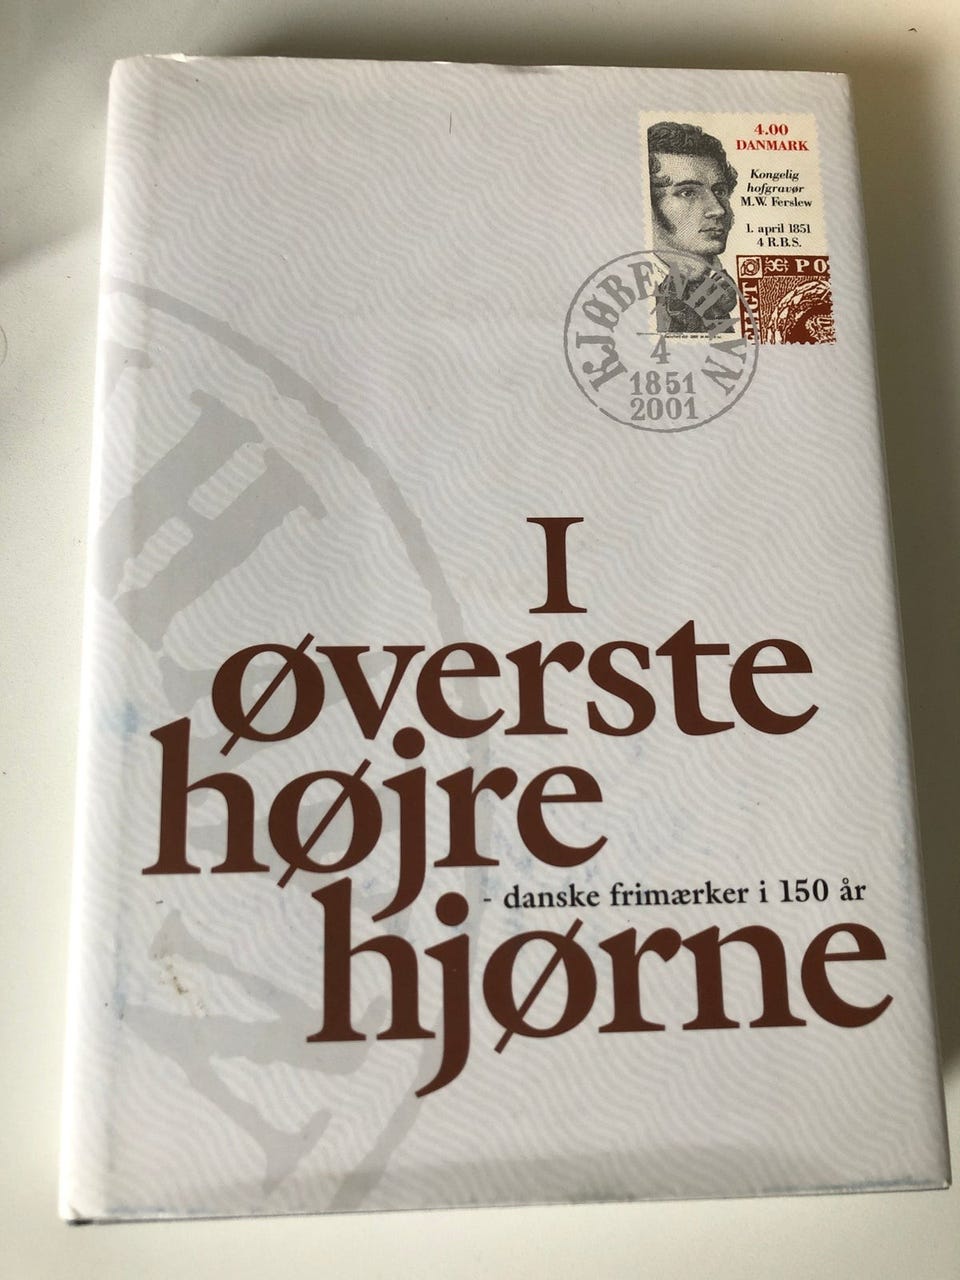 4.00
DANMARK
Kongelig
hofgravør
M.W. Ferslew
1. april 1851
4 R.B.S.
KJØBENHAVN
4
1851
2001
I
øverste
højre
- danske frimærker i 150 år
hjørne